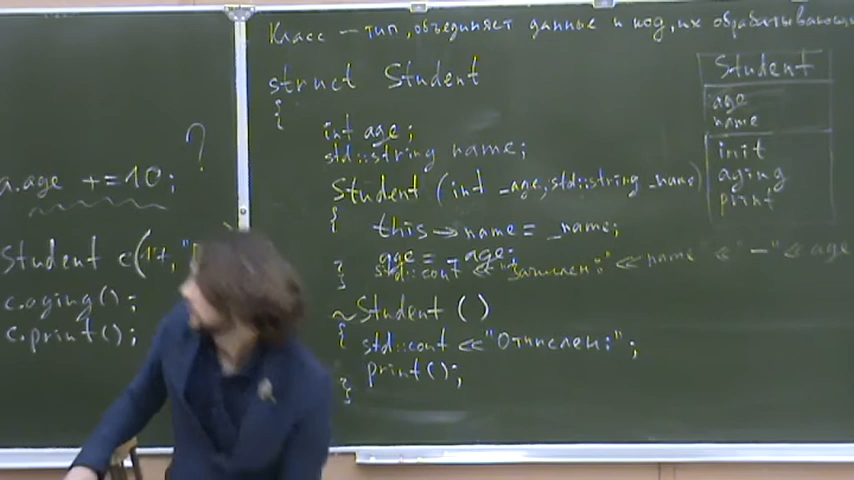 a.age += 10; ?
Student c(17, "
c.aging();
c.print();
Класс — тип, объединяет данные и код, их обрабатывающий
struct Student
{
int age;
std::string name;
Student (int _age, std::string _name)
{ this->name = _name;
age = _age;
std::cout << "Зачислен:" << name << " — " << age
}
~Student ()
{
std::cout << "Отчислен:";
print();
}
Student
age
name
init
aging
print